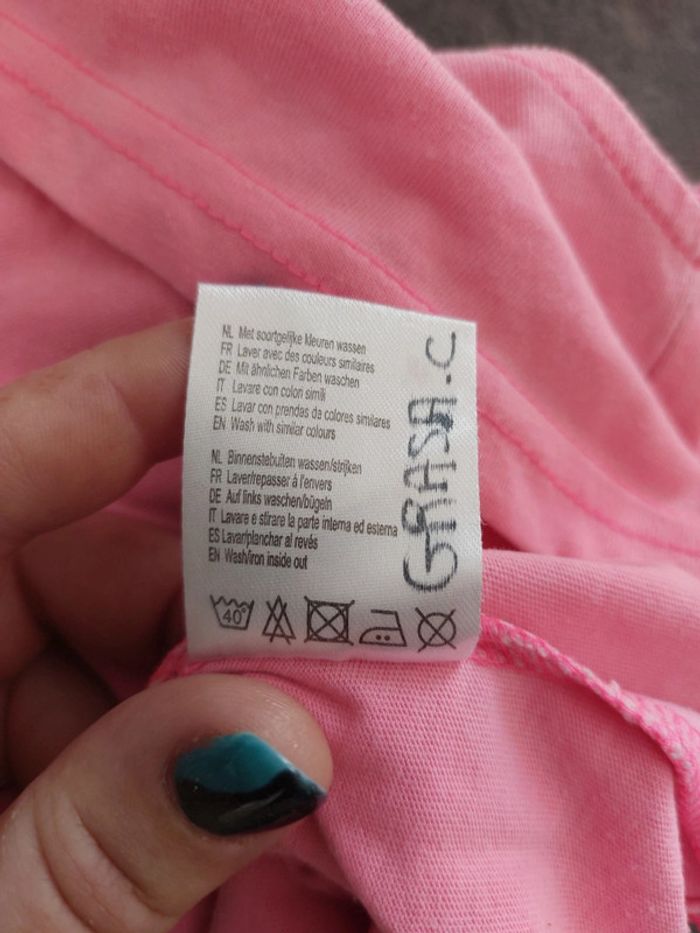 NL Met soortgelijke kleuren wassen
FR Laver avec des couleurs similaires
DE Mit ähnlichen Farben waschen
IT Lavare con colori simili
ES Lavar con prendas da colores similares
EN Wash with similar colours
NL Binnenstebuiten wassen/strijken
FR Laver/repasser à l'envers
DE Auf links waschen/bügeln
IT Lavare e stirare la parte interna ed esterna
ES Lavar/planchar al revés
EN Wash/iron inside out
40°
GRASA.C